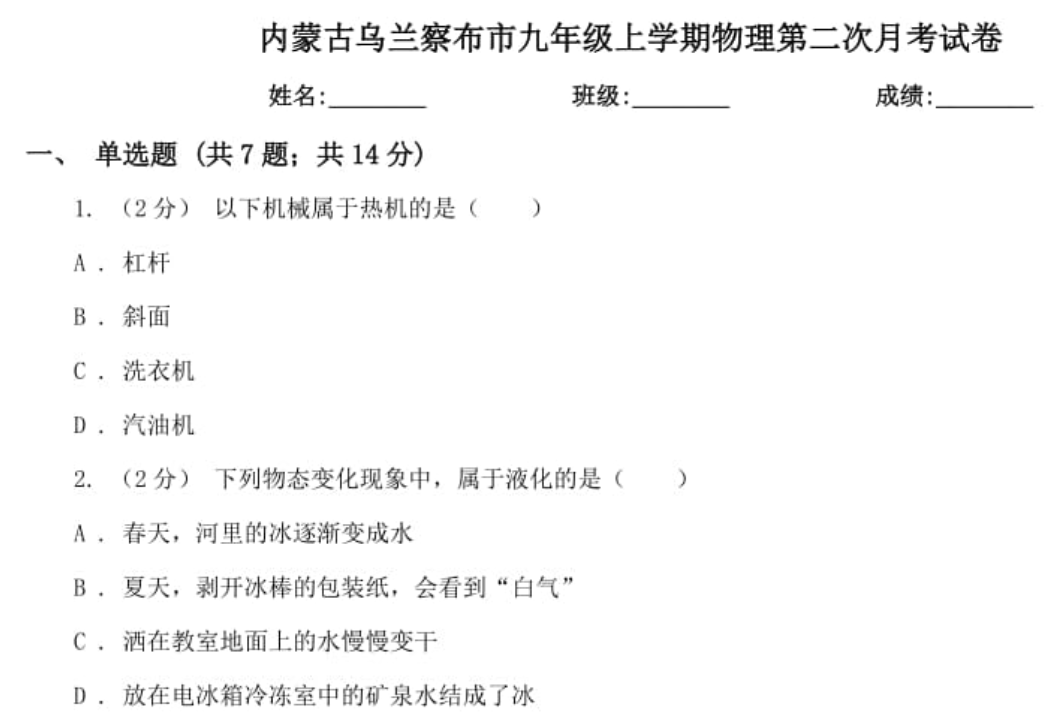 内蒙古乌兰察布市九年级上学期物理第二次月考试卷
姓名:________ 班级:________ 成绩:________
一、 单选题 (共 7 题; 共 14 分)
1. （2 分） 以下机械属于热机的是（ ）
A . 杠杆
B . 斜面
C . 洗衣机
D . 汽油机
2. （2 分） 下列物态变化现象中，属于液化的是（ ）
A . 春天，河里的冰逐渐变成水
B . 夏天，剥开冰棒的包装纸，会看到“白气”
C . 洒在教室地面上的水慢慢变干
D . 放在电冰箱冷冻室中的矿泉水结成了冰